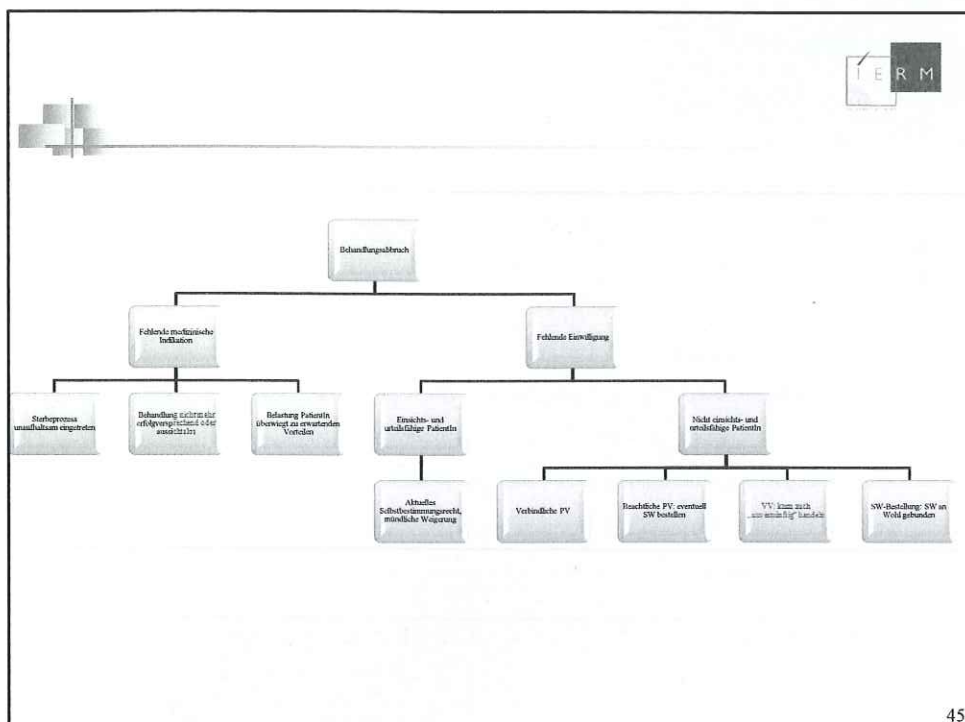 IERM
Behandlungsabbruch
Fehlende medizinische
Indikation
Fehlende Einwilligung
Sterbeprozess
unaufhaltsam eingetreten
Behandlung nicht mehr
erfolgversprechend oder
aussichtslos
Belastung PatientIn
überwiegt zu erwartenden
Vorteilen
Einsichts- und
urteilsfähige PatientIn
Nicht einsichts- und
urteilsfähige PatientIn
Aktuelles
Selbstbestimmungsrecht,
mündliche Weigerung
Verbindliche PV
Beachtliche PV: eventuell
SW bestellen
VV: kann auch
„unvernünftig" handeln
SW-Bestellung: SW an
Wohl gebunden
45